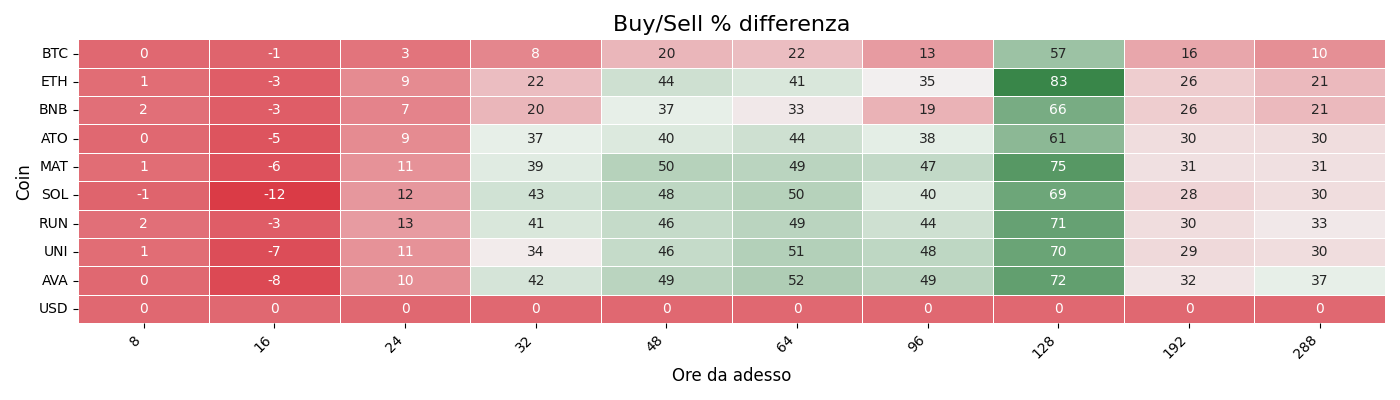 Buy/Sell % differenza
Coin
BTC 0 -1 3 8 20 22 13 57 16 10
ETH 1 -3 9 22 44 41 35 83 26 21
BNB 2 -3 7 20 37 33 19 66 26 21
ATO 0 -5 9 37 40 44 38 61 30 30
MAT 1 -6 11 39 50 49 47 75 31 31
SOL -1 -12 12 43 48 50 40 69 28 30
RUN 2 -3 13 41 46 49 44 71 30 33
UNI 1 -7 11 34 46 51 48 70 29 30
AVA 0 -8 10 42 49 52 49 72 32 37
USD 0 0 0 0 0 0 0 0 0 0
8 16 24 32 48 64 96 128 192 288
Ore da adesso